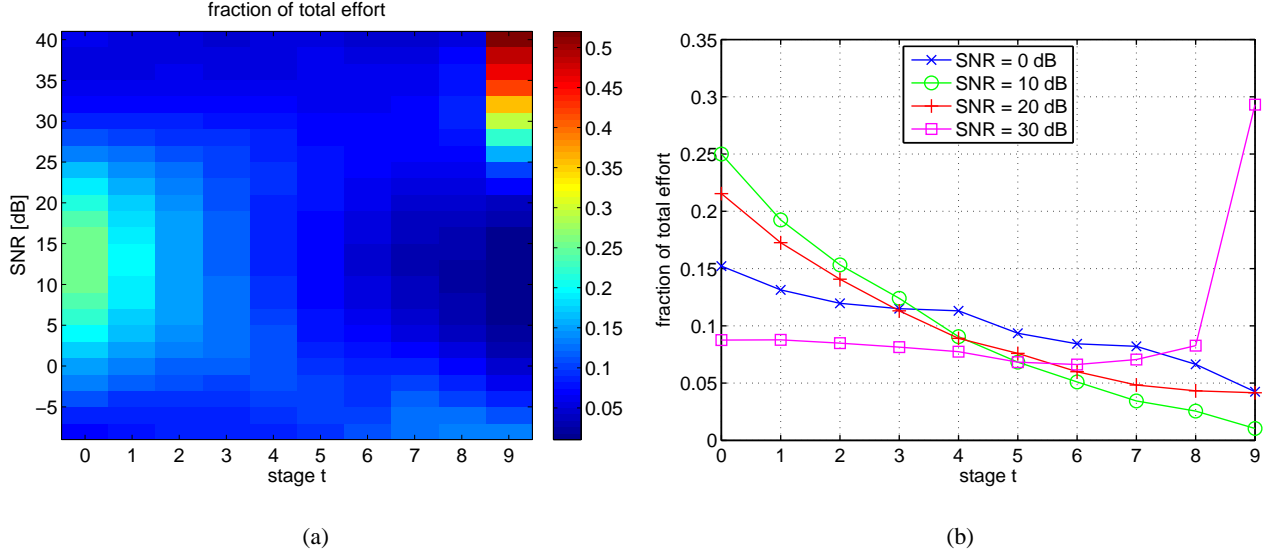 fraction of total effort
40
35
30
25
20
15
10
5
0
−5
SNR [dB]
0 1 2 3 4 5 6 7 8 9
stage t
0.5
0.45
0.4
0.35
0.3
0.25
0.2
0.15
0.1
0.05
(a)
0.35
0.3
0.25
0.2
0.15
0.1
0.05
0
fraction of total effort
SNR = 0 dB
SNR = 10 dB
SNR = 20 dB
SNR = 30 dB
0 1 2 3 4 5 6 7 8 9
stage t
(b)